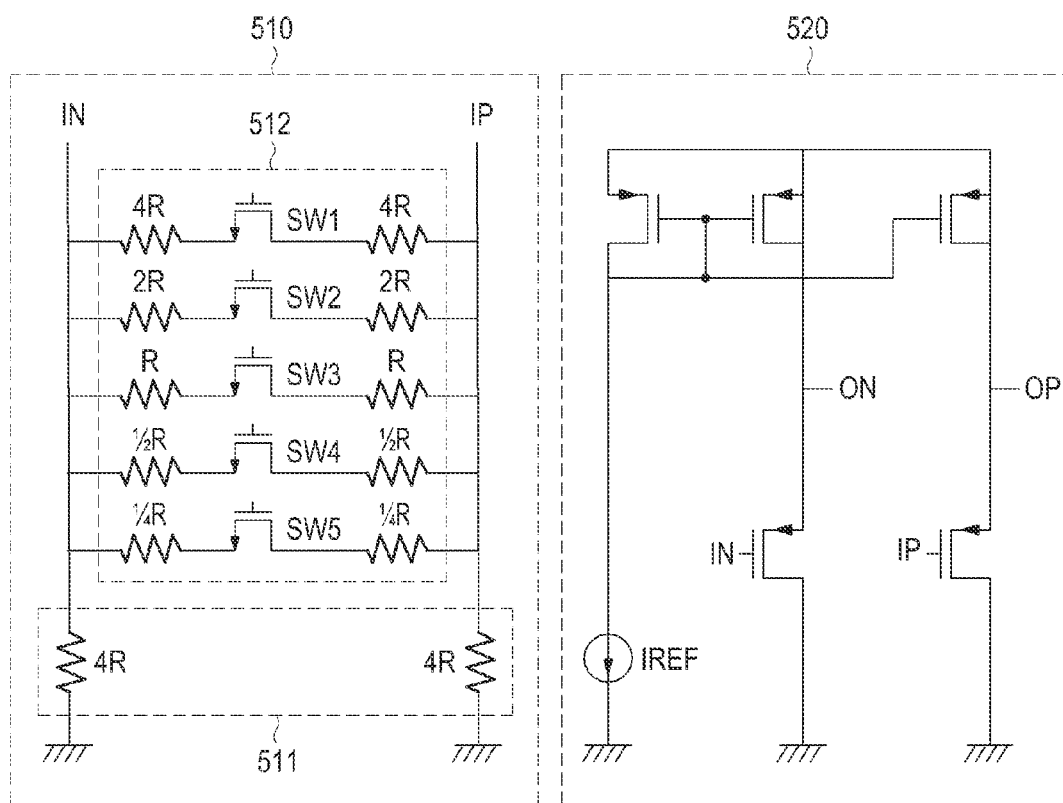 510
520
IN
IP
512
4R
SW1
4R
2R
SW2
2R
R
SW3
R
½R
SW4
½R
¼R
SW5
¼R
ON
OP
IN
IP
4R
4R
IREF
511